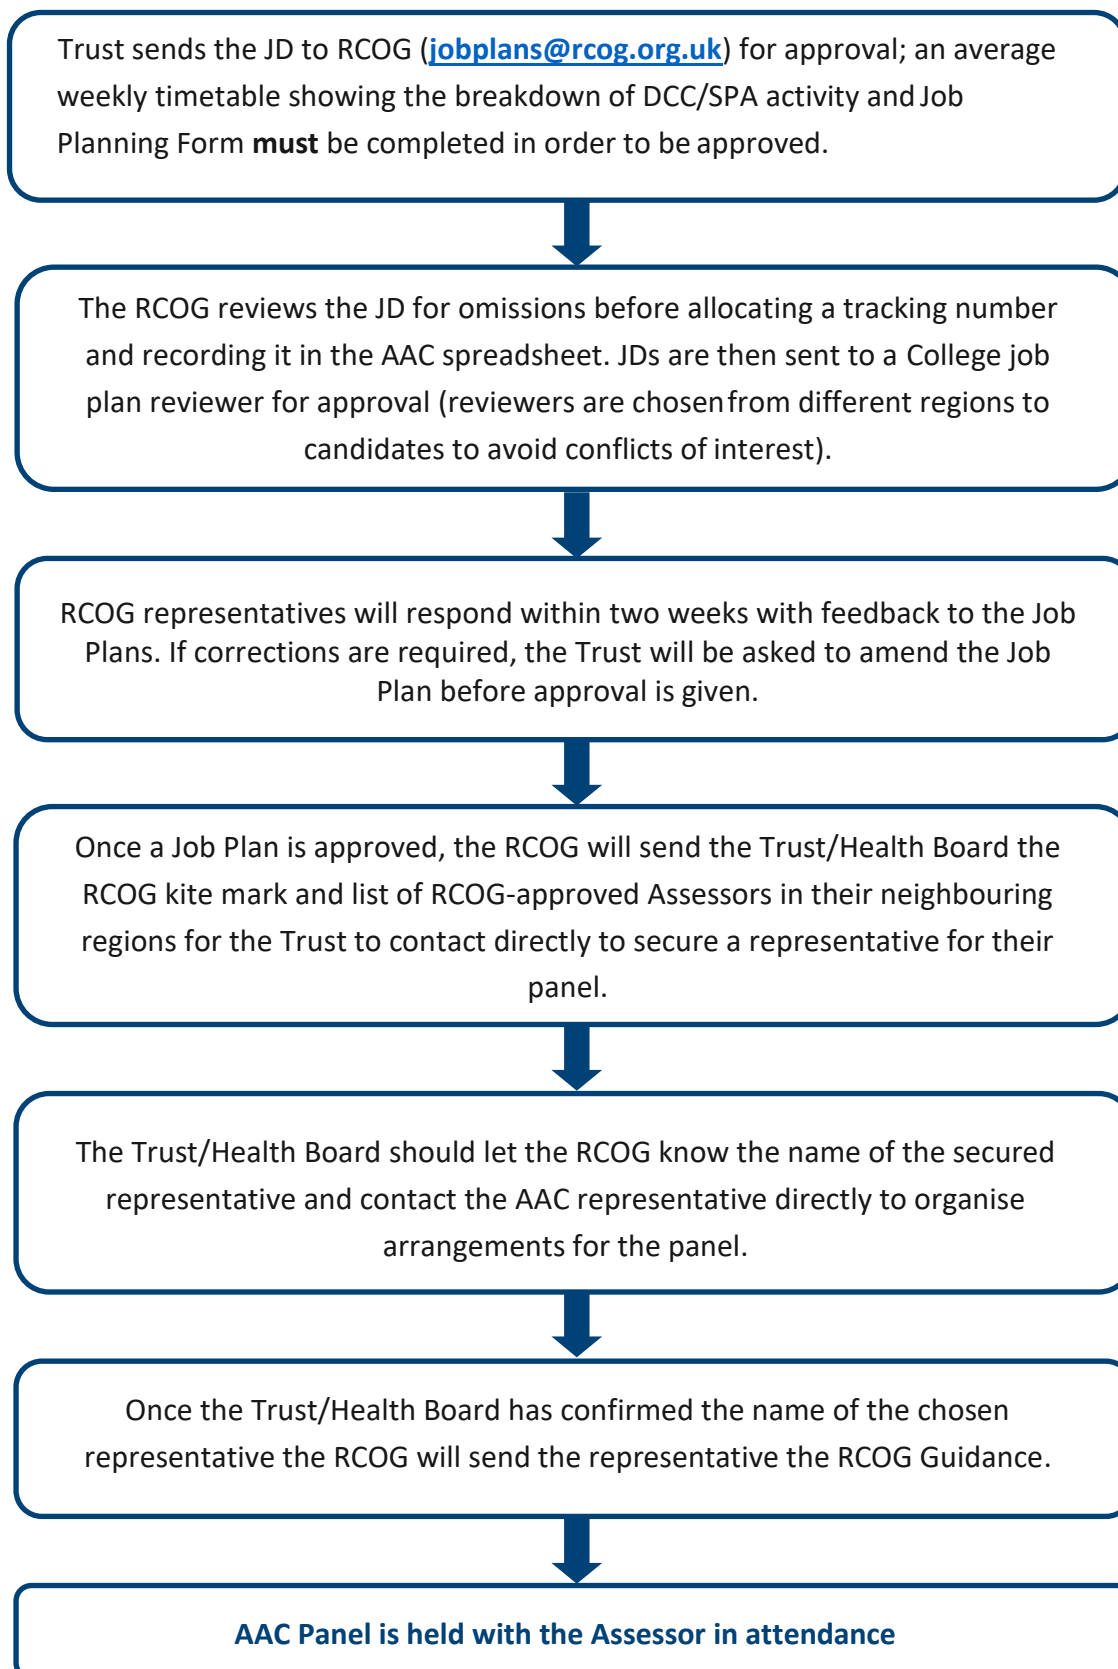 Trust sends the JD to RCOG (jobplans@rcog.org.uk) for approval; an average
weekly timetable showing the breakdown of DCC/SPA activity and Job
Planning Form must be completed in order to be approved.
The RCOG reviews the JD for omissions before allocating a tracking number
and recording it in the AAC spreadsheet. JDs are then sent to a College job
plan reviewer for approval (reviewers are chosen from different regions to
candidates to avoid conflicts of interest).
RCOG representatives will respond within two weeks with feedback to the Job
Plans. If corrections are required, the Trust will be asked to amend the Job
Plan before approval is given.
Once a Job Plan is approved, the RCOG will send the Trust/Health Board the
RCOG kite mark and list of RCOG-approved Assessors in their neighbouring
regions for the Trust to contact directly to secure a representative for their
panel.
The Trust/Health Board should let the RCOG know the name of the secured
representative and contact the AAC representative directly to organise
arrangements for the panel.
Once the Trust/Health Board has confirmed the name of the chosen
representative the RCOG will send the representative the RCOG Guidance.
AAC Panel is held with the Assessor in attendance